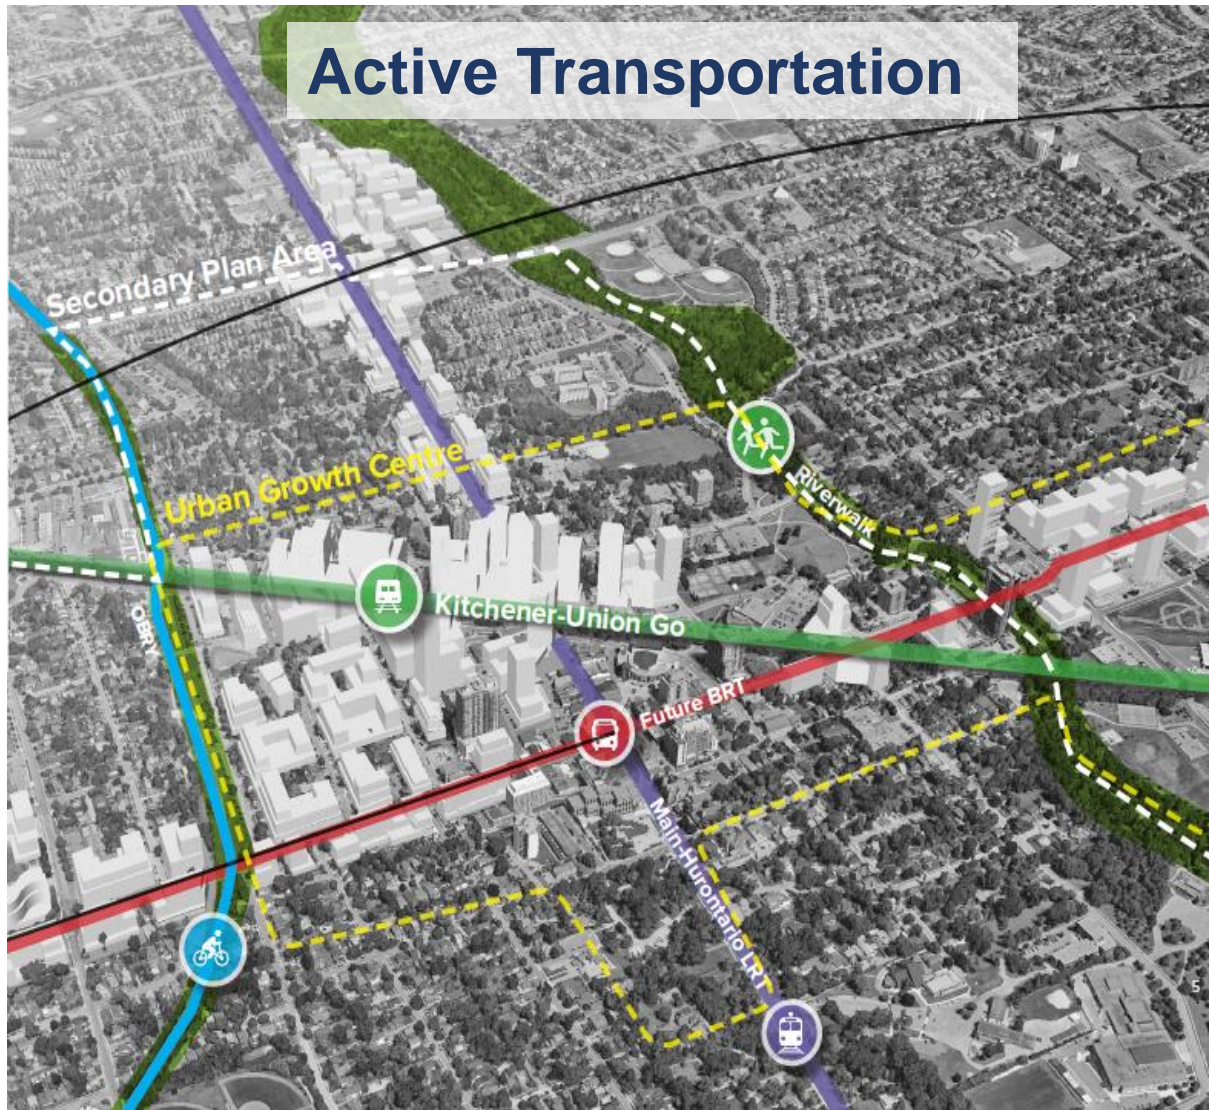 Active Transportation
Secondary Plan Area
Urban Growth Centre
Riverwalk
OBRY
Kitchener-Union Go
Future BRT
Main-Hurontario LRT
5